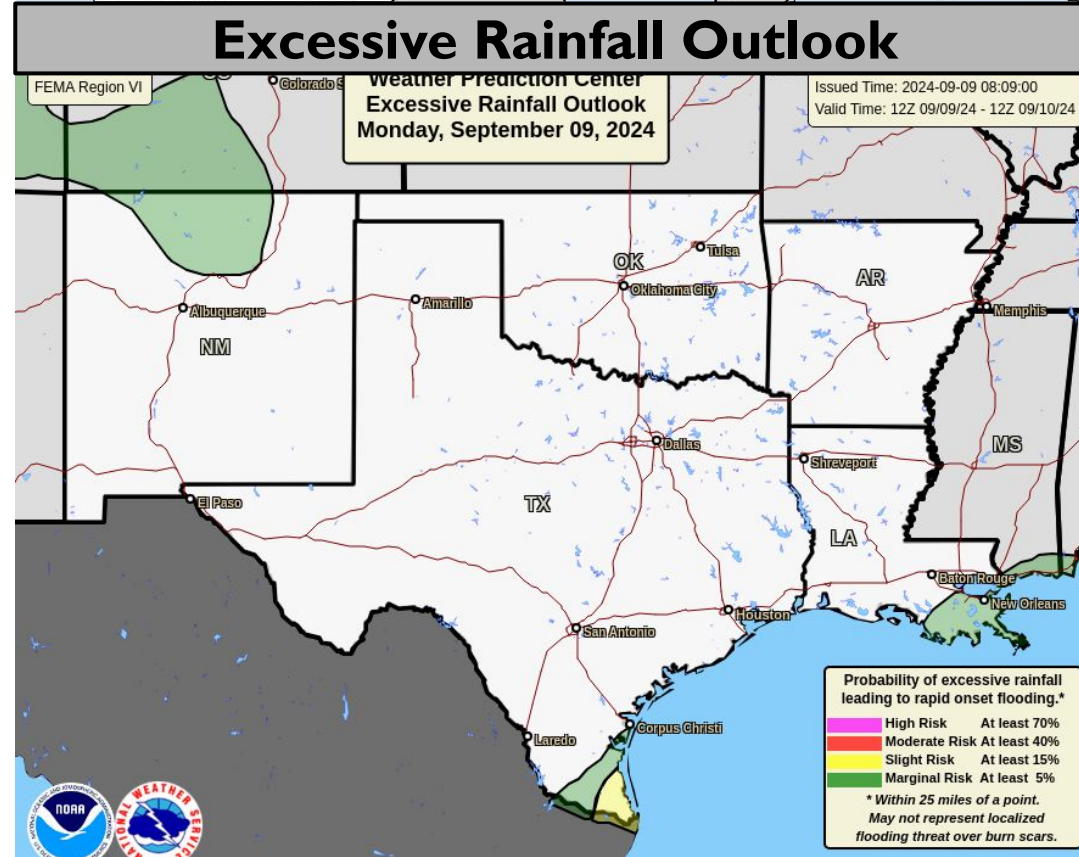 Excessive Rainfall Outlook
FEMA Region VI
Weather Prediction Center
Excessive Rainfall Outlook
Monday, September 09, 2024
Issued Time: 2024-09-09 08:09:00
Valid Time: 12Z 09/09/24 - 12Z 09/10/24
Colorado S
OK
Tulsa
Oklahoma City
AR
Memphis
Albuquerque
Amarillo
NM
Dallas
Shreveport
MS
El Paso
TX
LA
Baton Rouge
New Orleans
Houston
San Antonio
Corpus Christi
Laredo
Probability of excessive rainfall
leading to rapid onset flooding.*
High Risk At least 70%
Moderate Risk At least 40%
Slight Risk At least 15%
Marginal Risk At least 5%
* Within 25 miles of a point.
May not represent localized
flooding threat over burn scars.
NOAA
NATIONAL WEATHER SERVICE